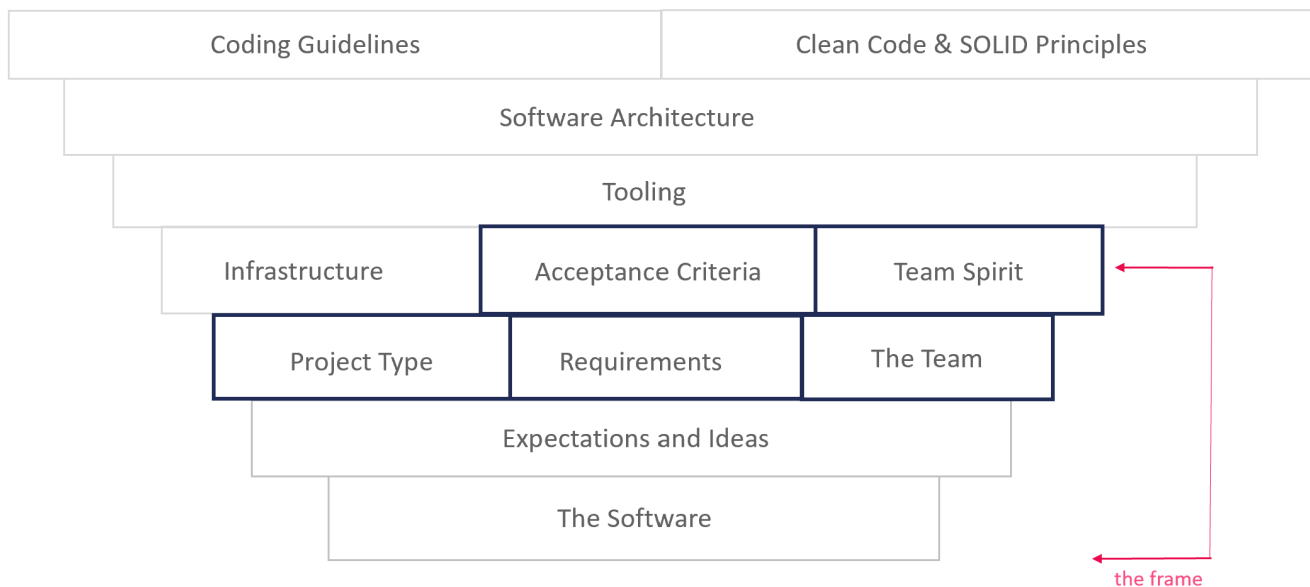 Coding Guidelines
Clean Code & SOLID Principles
Software Architecture
Tooling
Infrastructure
Acceptance Criteria
Team Spirit
Project Type
Requirements
The Team
Expectations and Ideas
The Software
the frame